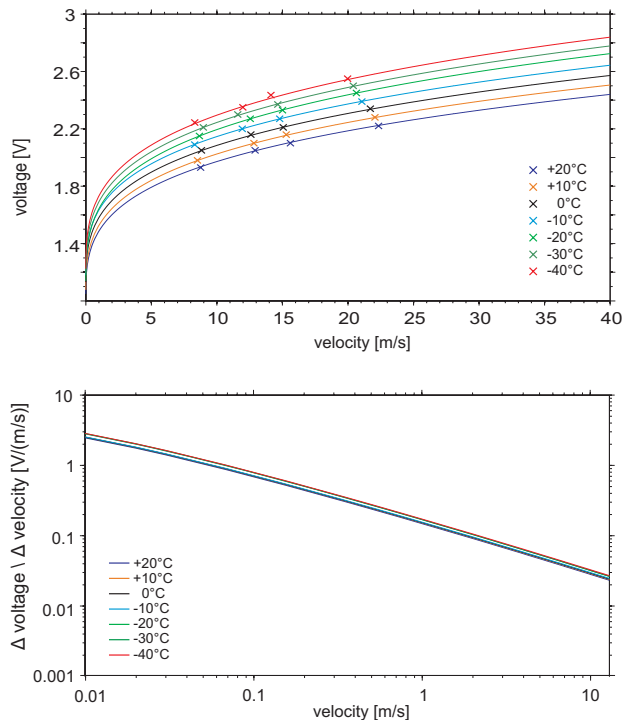 3
2.6
2.2
1.8
1.4
voltage [V]
+20°C
+10°C
0°C
-10°C
-20°C
-30°C
-40°C
0 5 10 15 20 25 30 35 40
velocity [m/s]
10
1
0.1
0.01
0.001
Δ voltage \ Δ velocity [V/(m/s)]
+20°C
+10°C
0°C
-10°C
-20°C
-30°C
-40°C
0.01 0.1 1 10
velocity [m/s]